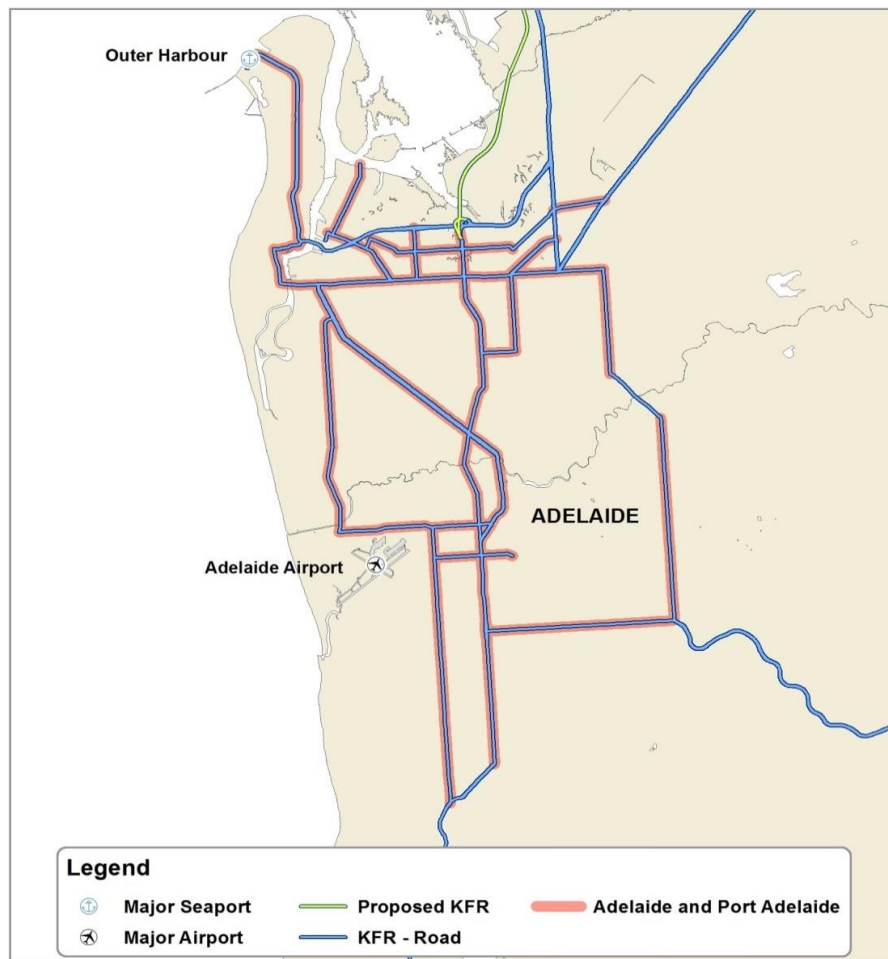 Outer Harbour
ADELAIDE
Adelaide Airport
Legend
Major Seaport
Proposed KFR
Adelaide and Port Adelaide
Major Airport
KFR - Road